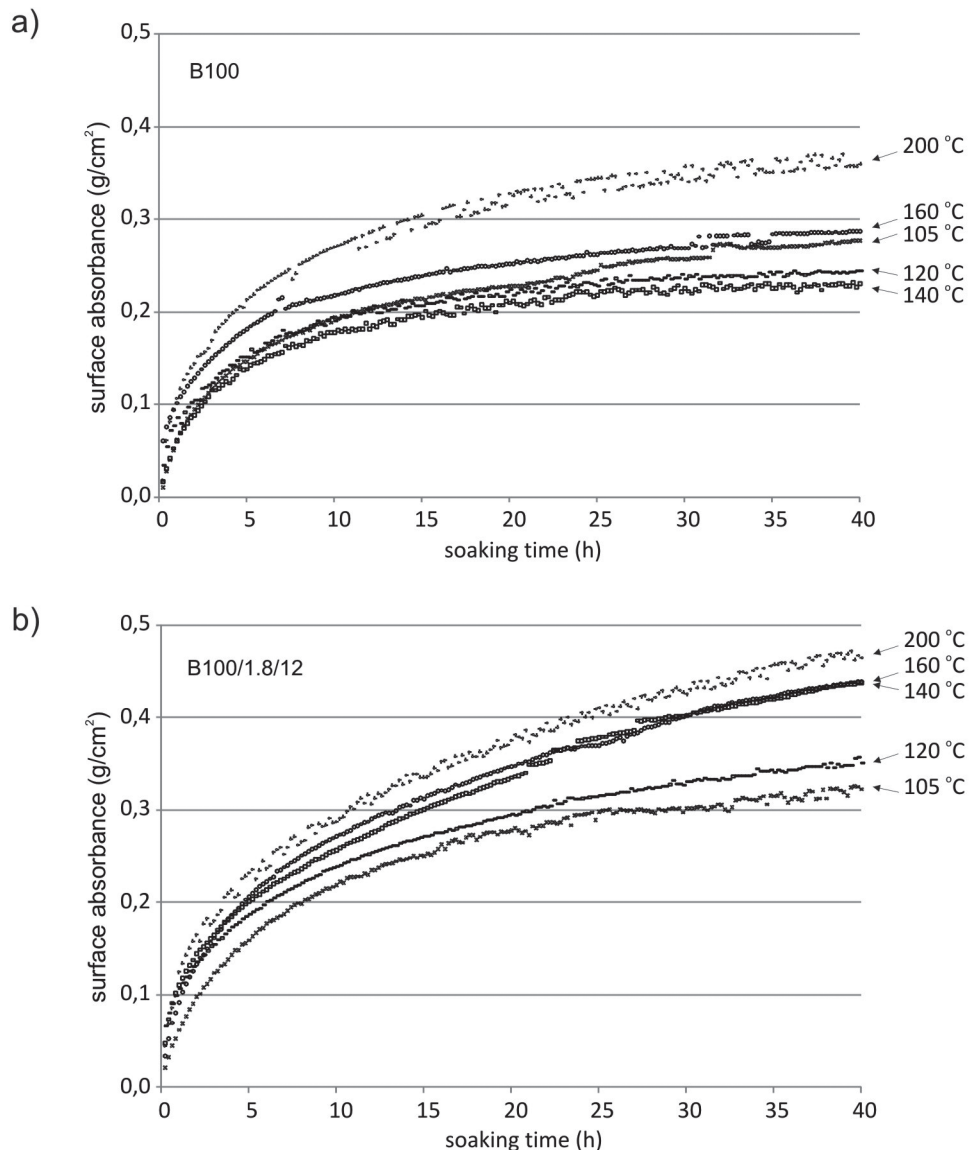 a)
B100
surface absorbance (g/cm²)
0,5
0,4
0,3
0,2
0,1
0,0
0 5 10 15 20 25 30 35 40
soaking time (h)
200 °C
160 °C
105 °C
120 °C
140 °C
b)
B100/1.8/12
surface absorbance (g/cm²)
0,5
0,4
0,3
0,2
0,1
0,0
0 5 10 15 20 25 30 35 40
soaking time (h)
200 °C
160 °C
140 °C
120 °C
105 °C